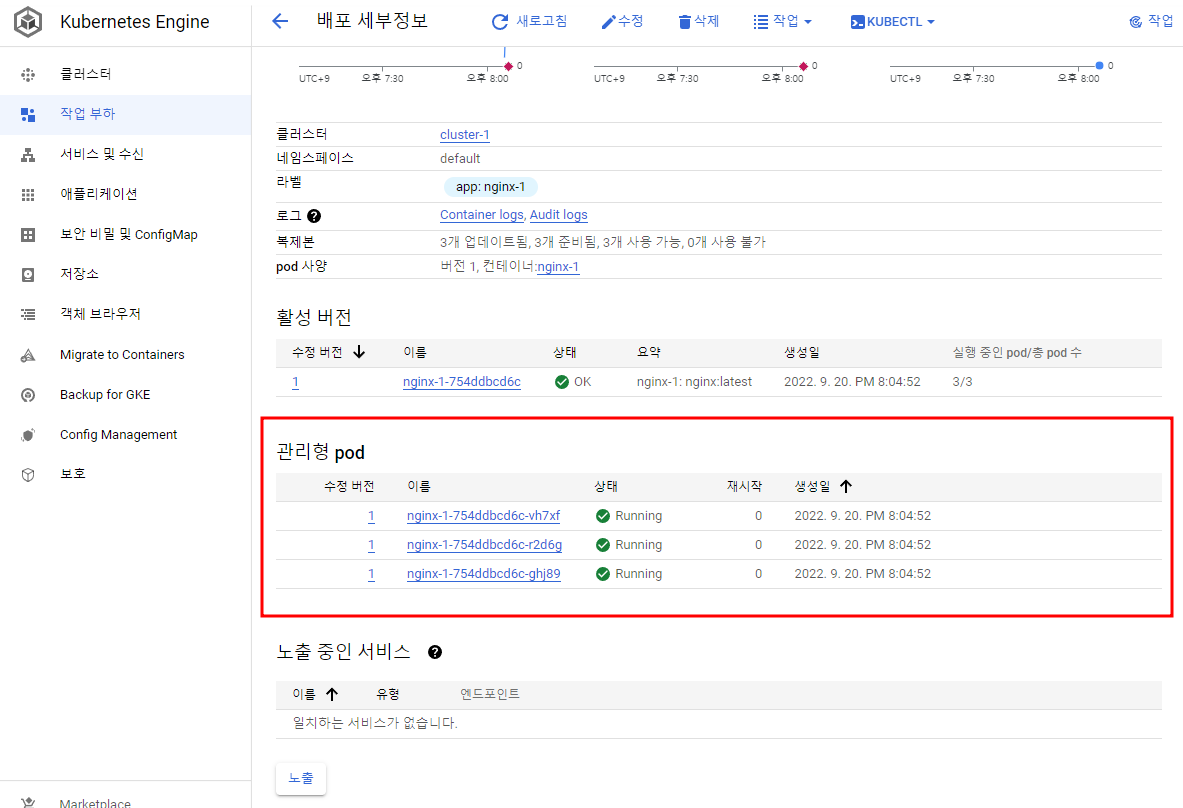 Kubernetes Engine
배포 세부정보
새로고침
수정
삭제
작업
KUBECTL
작업
클러스터
작업 부하
서비스 및 수신
애플리케이션
보안 비밀 및 ConfigMap
저장소
객체 브라우저
Migrate to Containers
Backup for GKE
Config Management
보호
Marketplace
0 0 0
UTC+9 오후 7:30 오후 8:00 UTC+9 오후 7:30 오후 8:00 UTC+9 오후 7:30 오후 8:00
클러스터 cluster-1
네임스페이스 default
라벨 app: nginx-1
로그 ? Container logs, Audit logs
복제본 3개 업데이트됨, 3개 준비됨, 3개 사용 가능, 0개 사용 불가
pod 사양 버전 1, 컨테이너:nginx-1
활성 버전
수정 버전 이름 상태 요약 생성일 실행 중인 pod/총 pod 수
1 nginx-1-754ddbcd6c OK nginx-1: nginx:latest 2022. 9. 20. PM 8:04:52 3/3
관리형 pod
수정 버전 이름 상태 재시작 생성일
1 nginx-1-754ddbcd6c-vh7xf Running 0 2022. 9. 20. PM 8:04:52
1 nginx-1-754ddbcd6c-r2d6g Running 0 2022. 9. 20. PM 8:04:52
1 nginx-1-754ddbcd6c-ghj89 Running 0 2022. 9. 20. PM 8:04:52
노출 중인 서비스 ?
이름 유형 엔드포인트
일치하는 서비스가 없습니다.
노출